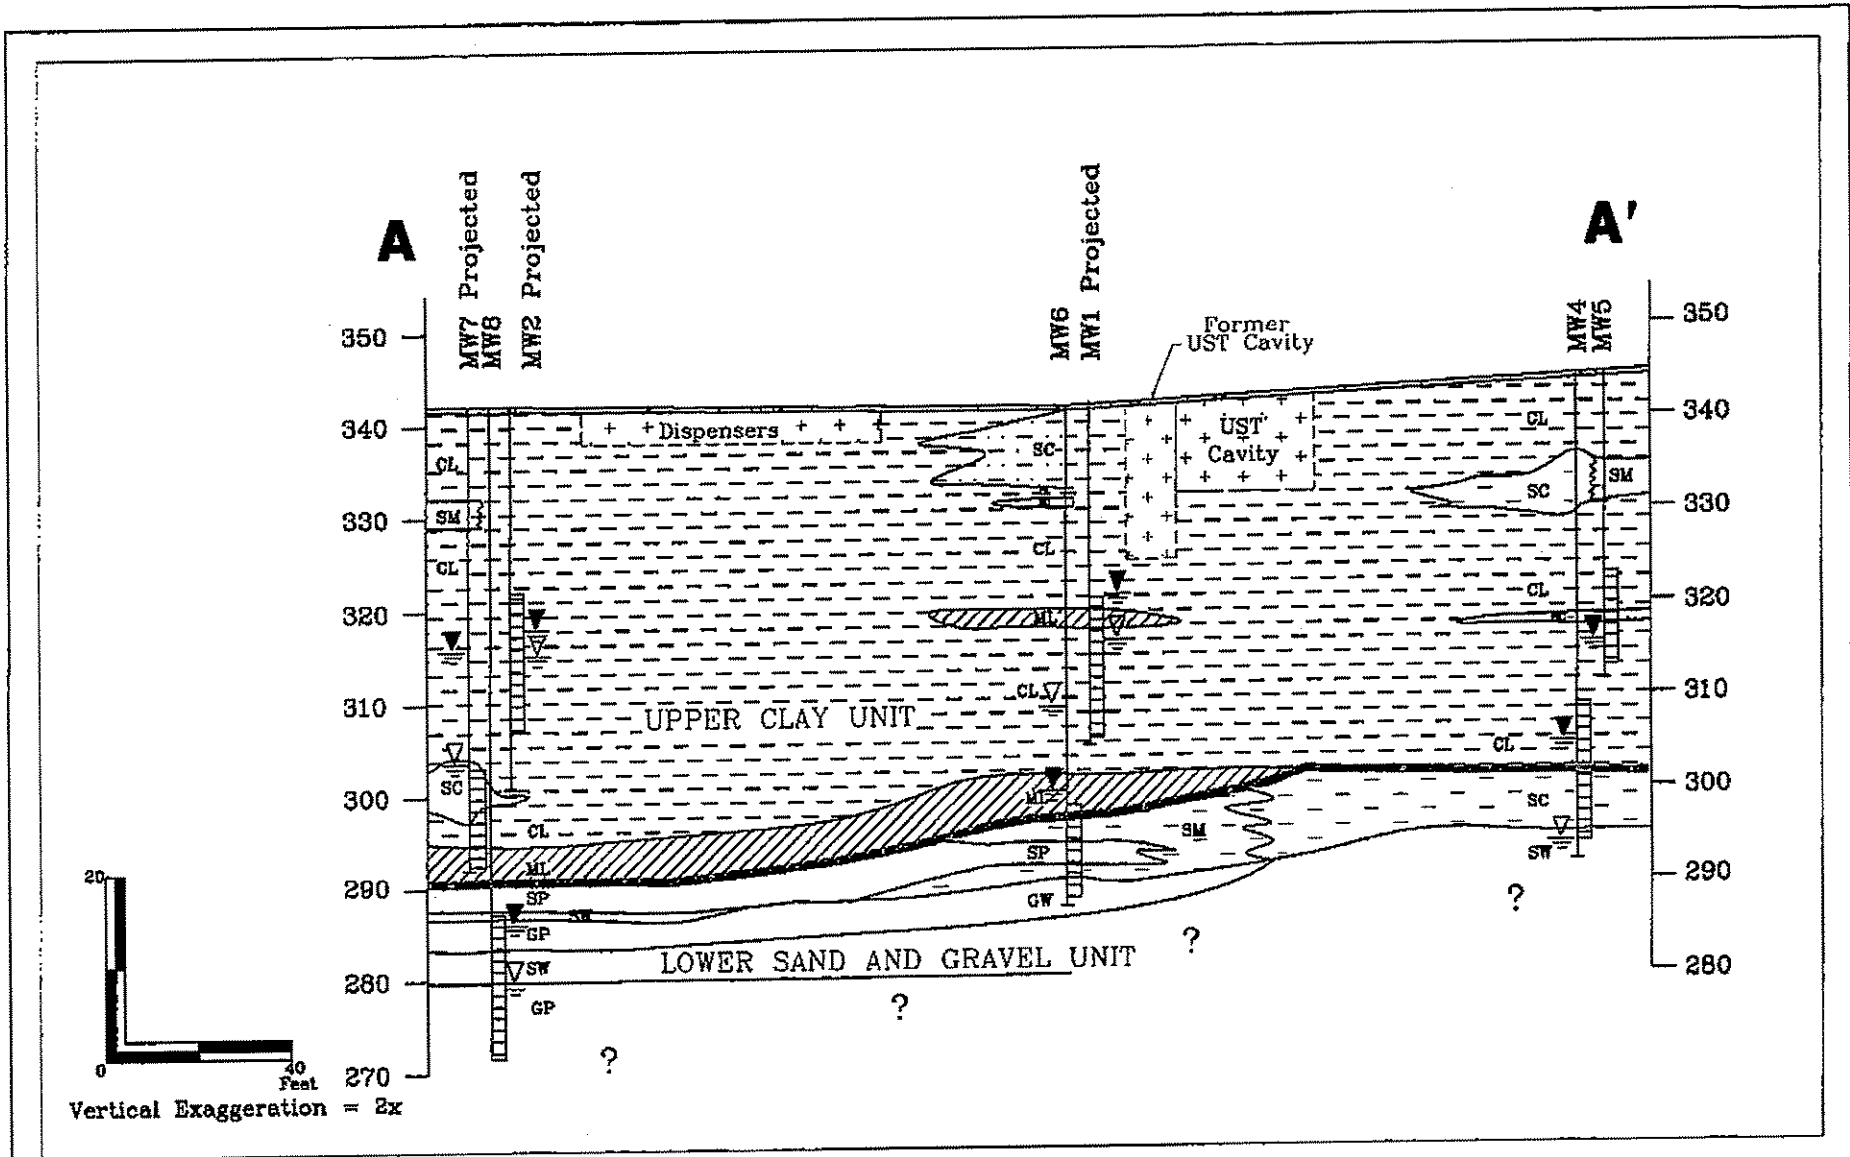 A
A'
MW7 Projected
MW8
MW2 Projected
MW6
MW1 Projected
MW4
MW5
Former
UST Cavity
350
340
330
320
310
300
290
280
270
350
340
330
320
310
300
290
280
Dispensers
UST
Cavity
CL
SM
CL
SC
CL
ML
SP
SW
GP
SW
GP
SC
CL
ML
CL
ML
SM
SP
GW
CL
SC
SM
CL
CL
SC
SW
UPPER CLAY UNIT
LOWER SAND AND GRAVEL UNIT
?
?
?
?
20
0
40
Feet
Vertical Exaggeration = 2x